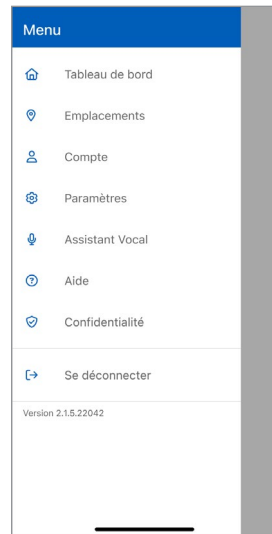 Menu
Tableau de bord
Emplacements
Compte
Paramètres
Assistant Vocal
Aide
Confidentialité
Se déconnecter
Version 2.1.5.22042